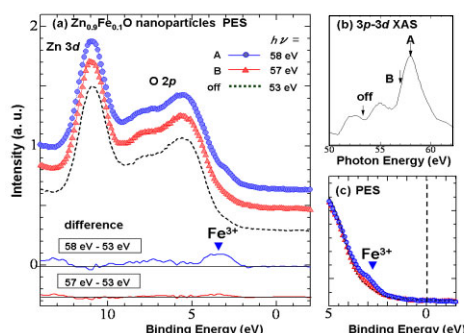 (a) Zn0.9Fe0.1O nanoparticles PES
Zn 3d
O 2p
hν =
A 58 eV
B 57 eV
off 53 eV
2
1
0
Intensity (a. u.)
difference
58 eV - 53 eV
Fe3+
57 eV - 53 eV
10 5 0
Binding Energy (eV)
(b) 3p-3d XAS
A
B
off
50 55 60
Photon Energy (eV)
(c) PES
Fe3+
5 0
Binding Energy (eV)